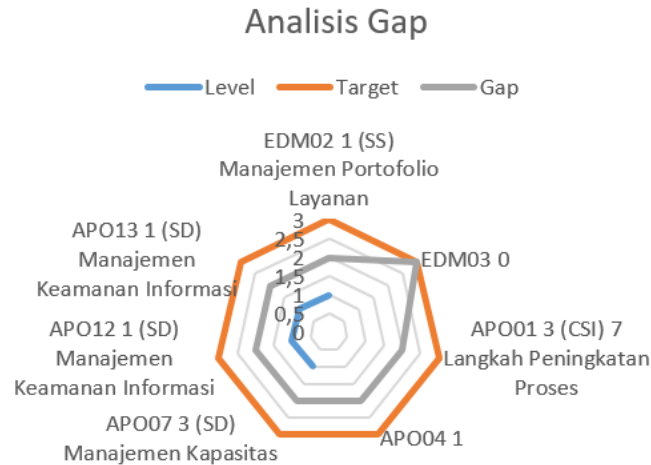 Analisis Gap
Level Target Gap
EDM02 1 (SS)
Manajemen Portofolio
Layanan
3
2,5
2
1,5
1
0,5
0
EDM03 0
APO01 3 (CSI) 7
Langkah Peningkatan
Proses
APO04 1
APO07 3 (SD)
Manajemen Kapasitas
APO12 1 (SD)
Manajemen
Keamanan Informasi
APO13 1 (SD)
Manajemen
Keamanan Informasi